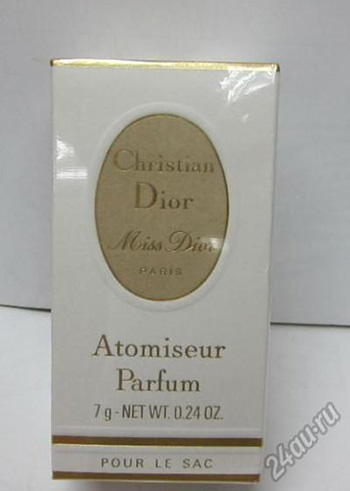 Christian
Dior
Miss Dior
PARIS
Atomiseur
Parfum
7 g - NET WT. 0.24 OZ.
POUR LE SAC
24au.ru